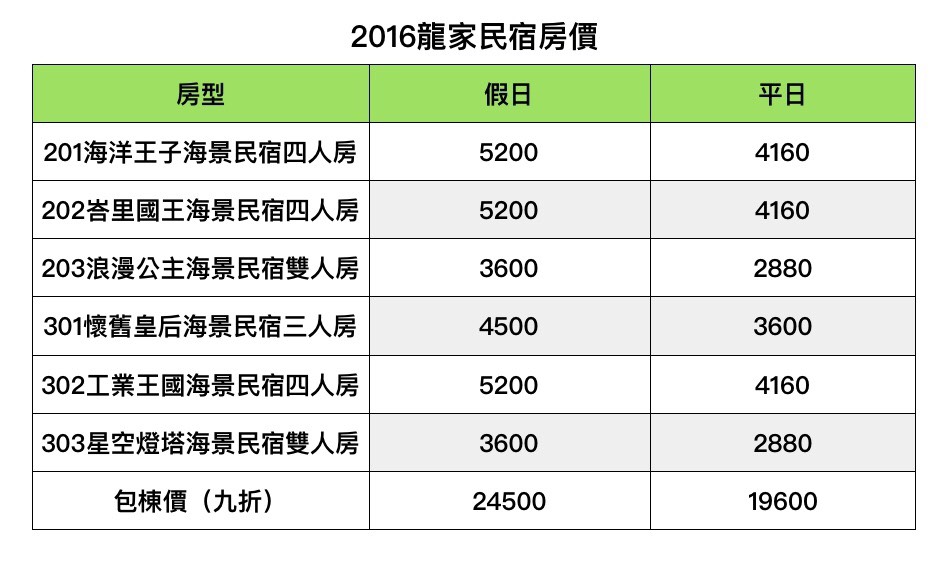 2016龍家民宿房價
房型 假日 平日
201海洋王子海景民宿四人房 5200 4160
202峇里國王海景民宿四人房 5200 4160
203浪漫公主海景民宿雙人房 3600 2880
301懷舊皇后海景民宿三人房 4500 3600
302工業王國海景民宿四人房 5200 4160
303星空燈塔海景民宿雙人房 3600 2880
包棟價（九折） 24500 19600